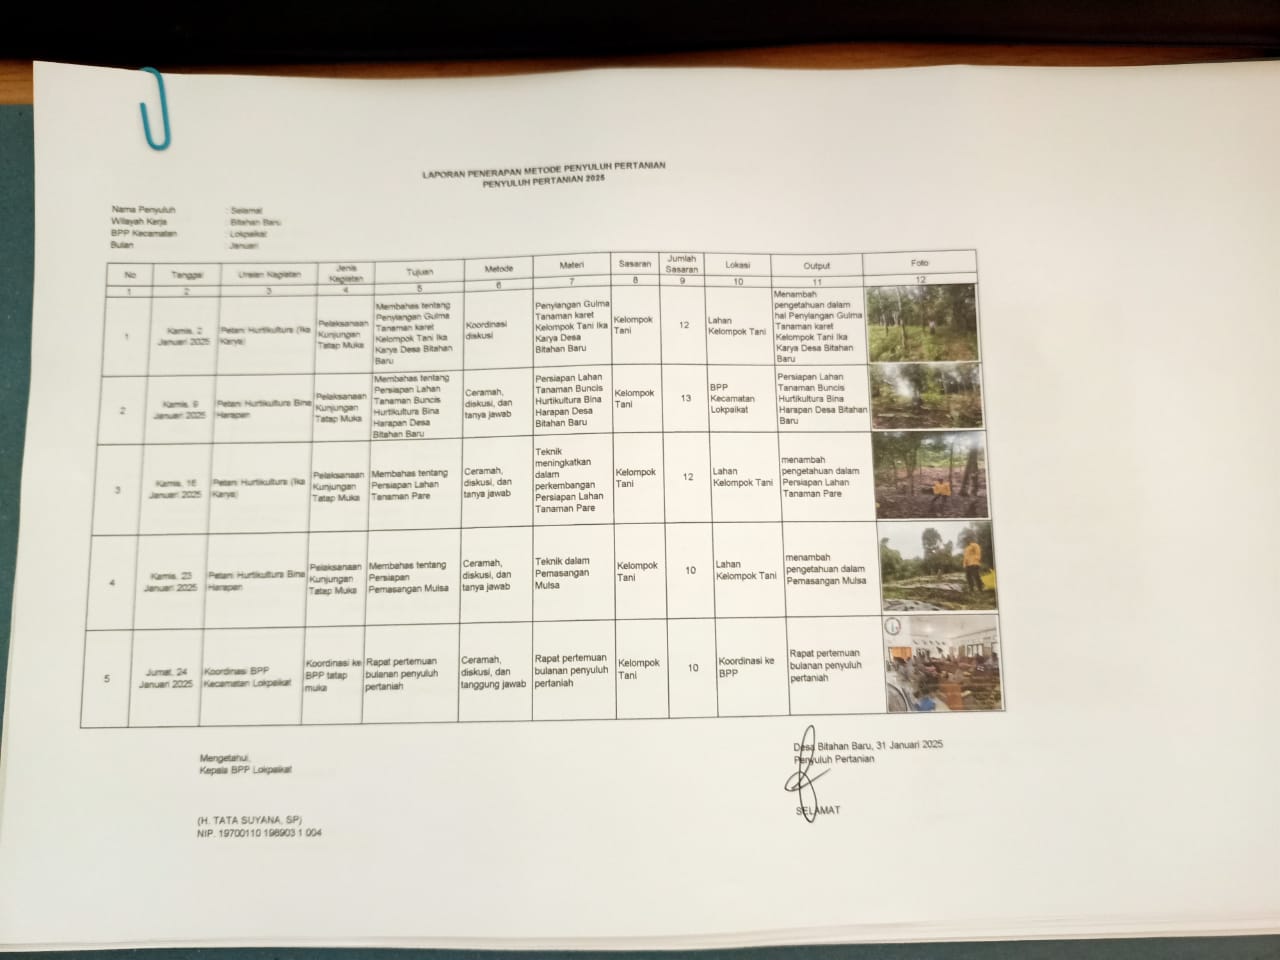 LAPORAN PENERAPAN METODE PENYULUH PERTANIAN
PENYULUH PERTANIAN 2025
Nama Penyuluh : Selamat
Wilayah Kerja : Bitahan Baru
BPP Kecamatan : Lokpaikat
Bulan : Januari
No Tanggal Uraian Kegiatan Jenis Kegiatan Tujuan Metode Materi Sasaran Jumlah Sasaran Lokasi Output Foto
1 2 3 4 5 6 7 8 9 10 11 12
1 Kamis, 2 Januari 2025 Petani Hurtikultura (Ika Karya) Pelaksanaan Kunjungan Tatap Muka Membahas tentang Penyiangan Gulma Tanaman karet Kelompok Tani Ika Karya Desa Bitahan Baru Koordinasi diskusi Penyiangan Gulma Tanaman karet Kelompok Tani Ika Karya Desa Bitahan Baru Kelompok Tani 12 Lahan Kelompok Tani Menambah pengetahuan dalam hal Penyiangan Gulma Tanaman karet Kelompok Tani Ika Karya Desa Bitahan Baru
2 Kamis, 9 Januari 2025 Petani Hurtikultura Bina Harapan Pelaksanaan Kunjungan Tatap Muka Membahas tentang Persiapan Lahan Tanaman Buncis Hurtikultura Bina Harapan Desa Bitahan Baru Ceramah, diskusi, dan tanya jawab Persiapan Lahan Tanaman Buncis Hurtikultura Bina Harapan Desa Bitahan Baru Kelompok Tani 13 BPP Kecamatan Lokpaikat Persiapan Lahan Tanaman Buncis Hurtikultura Bina Harapan Desa Bitahan Baru
3 Kamis, 16 Januari 2025 Petani Hurtikultura (Ika Karya) Pelaksanaan Kunjungan Tatap Muka Membahas tentang Persiapan Lahan Tanaman Pare Ceramah, diskusi, dan tanya jawab Teknik meningkatkan dalam perkembangan Persiapan Lahan Tanaman Pare Kelompok Tani 12 Lahan Kelompok Tani menambah pengetahuan dalam Persiapan Lahan Tanaman Pare
4 Kamis, 23 Januari 2025 Petani Hurtikultura Bina Harapan Pelaksanaan Kunjungan Tatap Muka Membahas tentang Persiapan Pemasangan Mulsa Ceramah, diskusi, dan tanya jawab Teknik dalam Pemasangan Mulsa Kelompok Tani 10 Lahan Kelompok Tani menambah pengetahuan dalam Pemasangan Mulsa
5 Jumat, 24 Januari 2025 Koordinasi BPP Kecamatan Lokpaikat Koordinasi ke BPP tatap muka Rapat pertemuan bulanan penyuluh pertaniah Ceramah, diskusi, dan tanggung jawab Rapat pertemuan bulanan penyuluh pertaniah Kelompok Tani 10 Koordinasi ke BPP Rapat pertemuan bulanan penyuluh pertaniah
Mengetahui,
Kepala BPP Lokpaikat
(H. TATA SUYANA, SP)
NIP. 19700110 198903 1 004
Desa Bitahan Baru, 31 Januari 2025
Penyuluh Pertanian
SELAMAT